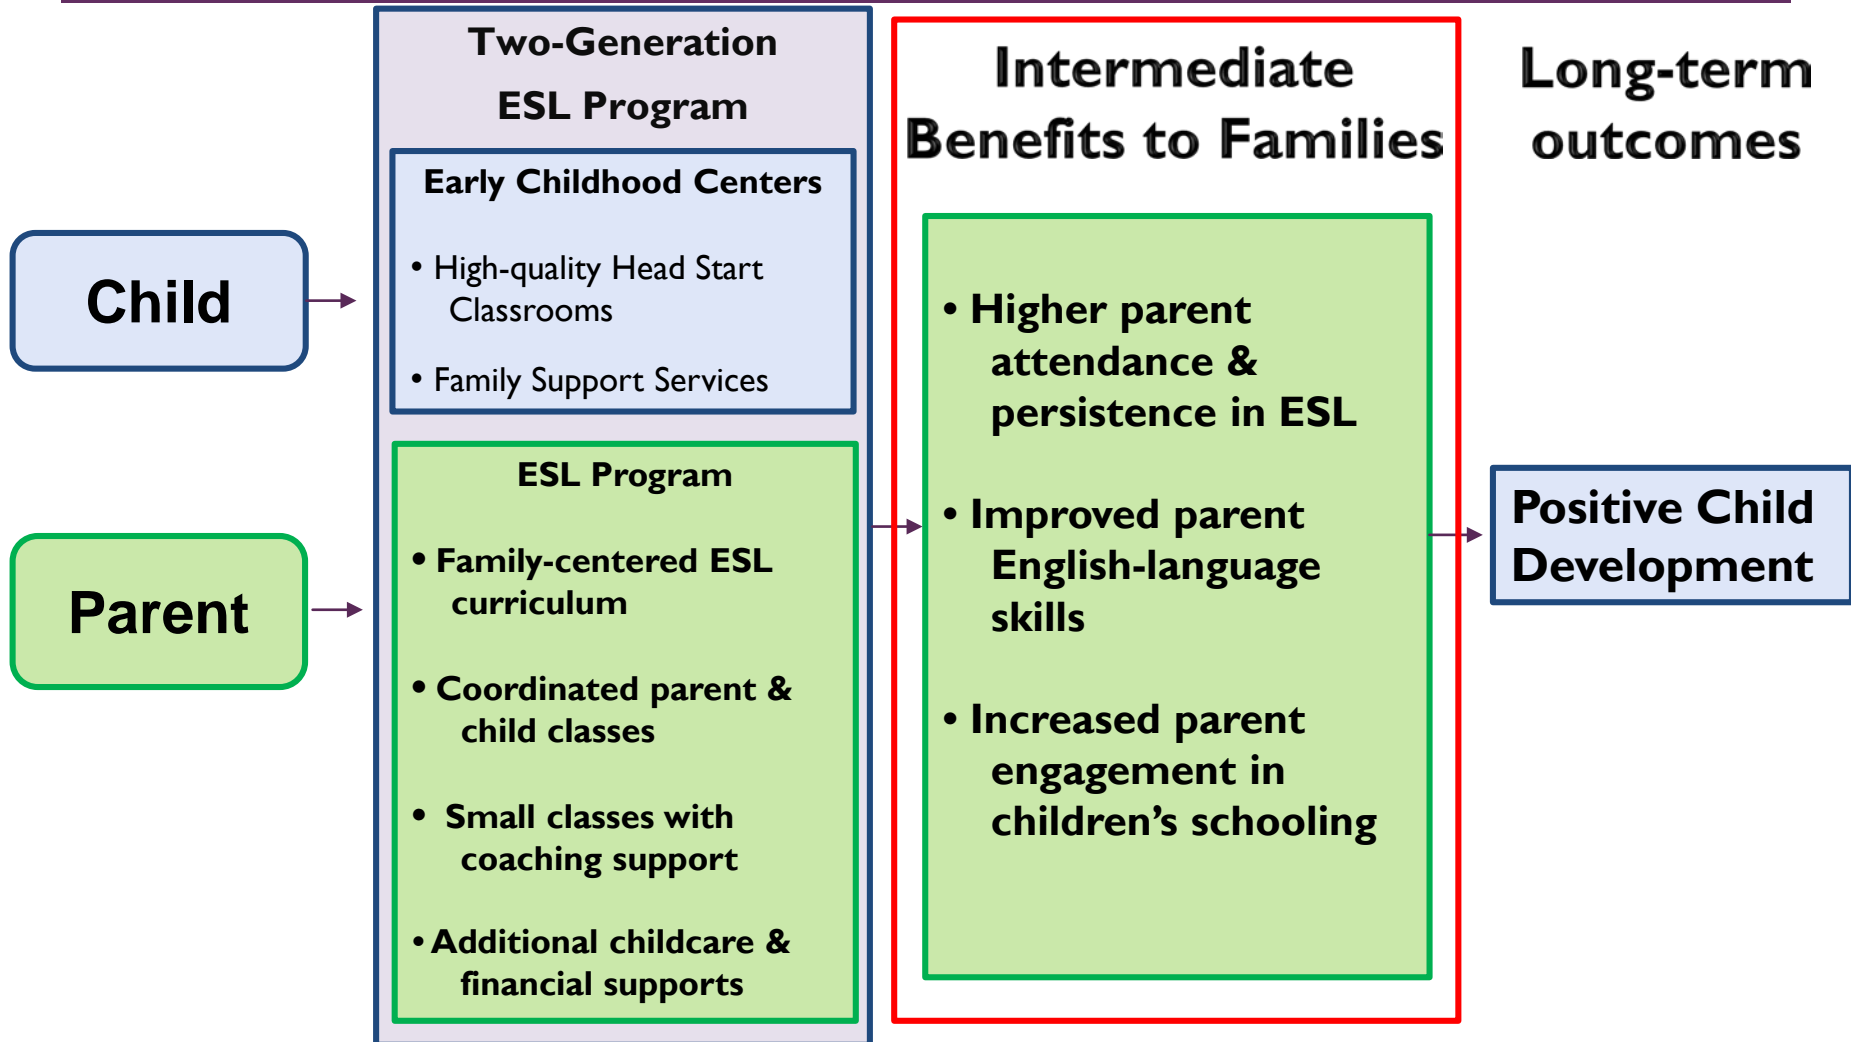 Two-Generation
ESL Program
Early Childhood Centers
• High-quality Head Start
Classrooms
• Family Support Services
Child
Parent
ESL Program
• Family-centered ESL
curriculum
• Coordinated parent &
child classes
• Small classes with
coaching support
• Additional childcare &
financial supports
Intermediate
Benefits to Families
• Higher parent
attendance &
persistence in ESL
• Improved parent
English-language
skills
• Increased parent
engagement in
children’s schooling
Long-term
outcomes
Positive Child
Development